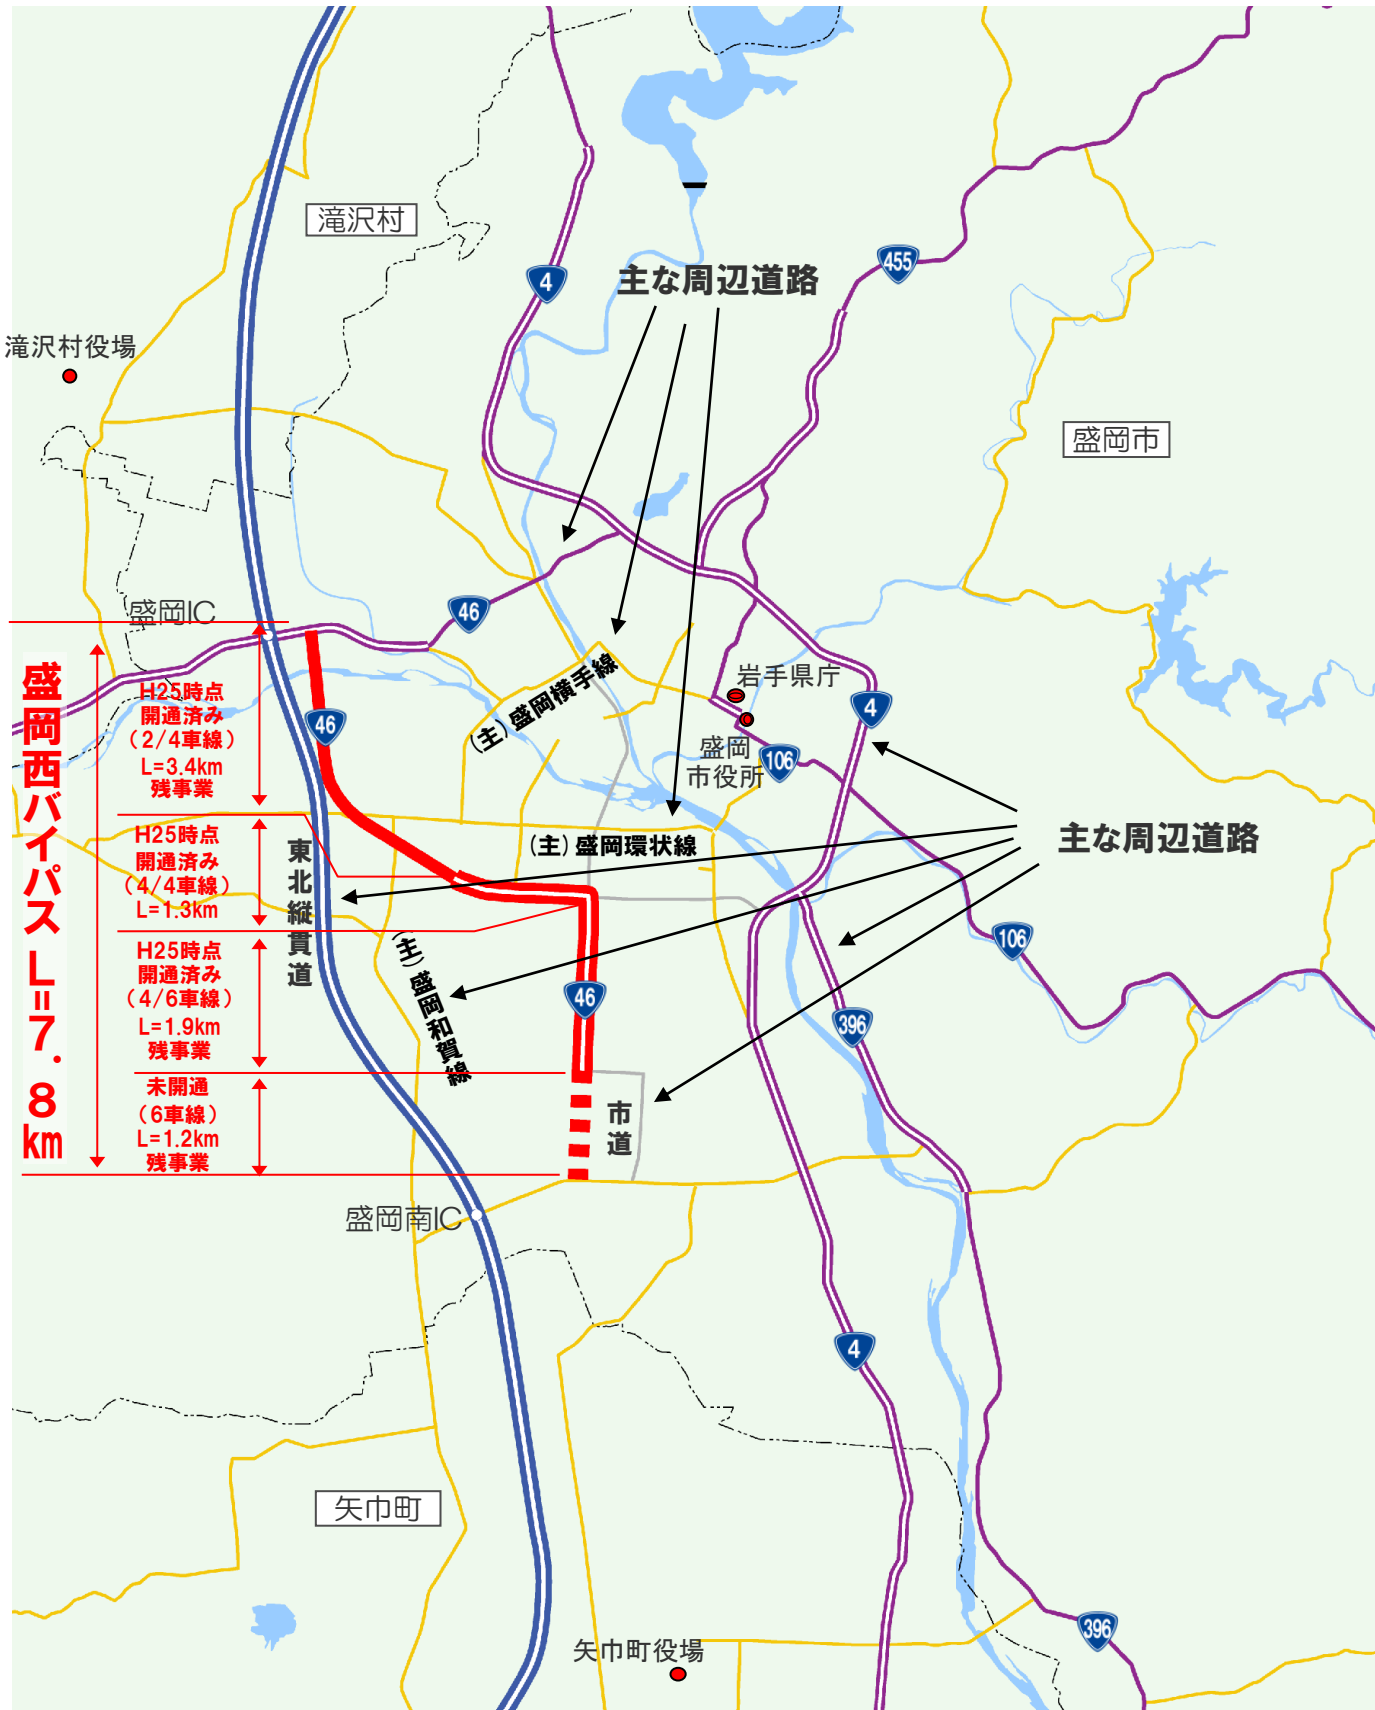 滝沢村
4
主な周辺道路
455
滝沢村役場
盛岡市
盛岡IC
46
盛岡西バイパス L=7.8km
H25時点
開通済み
(2/4車線)
L=3.4km
残事業
46
(主)盛岡横手線
岩手県庁
4
盛岡
市役所
106
H25時点
開通済み
(4/4車線)
L=1.3km
東北縦貫道
(主)盛岡環状線
主な周辺道路
H25時点
開通済み
(4/6車線)
L=1.9km
残事業
(主)盛岡和賀線
46
106
396
未開通
(6車線)
L=1.2km
残事業
市道
盛岡南IC
4
矢巾町
396
矢巾町役場